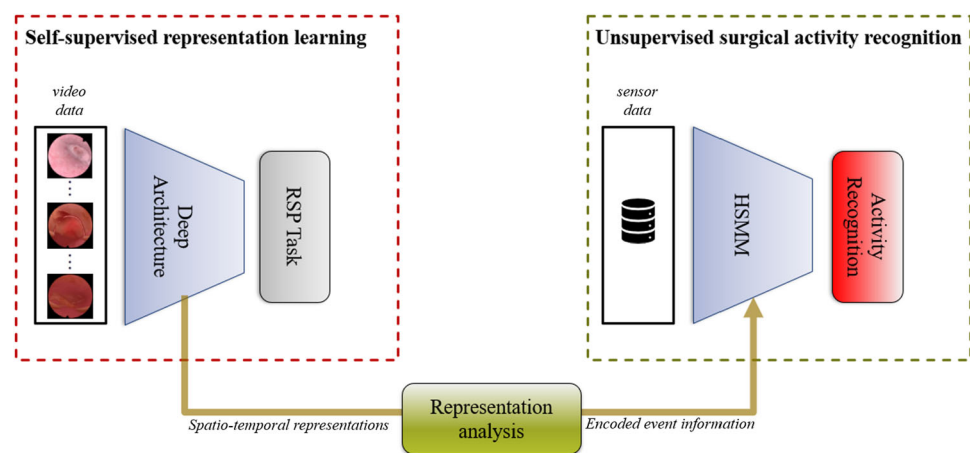 Self-supervised representation learning
video
data
Deep
Architecture
RSP Task
Unsupervised surgical activity recognition
sensor
data
HSMM
Activity
Recognition
Spatio-temporal representations
Representation
analysis
Encoded event information